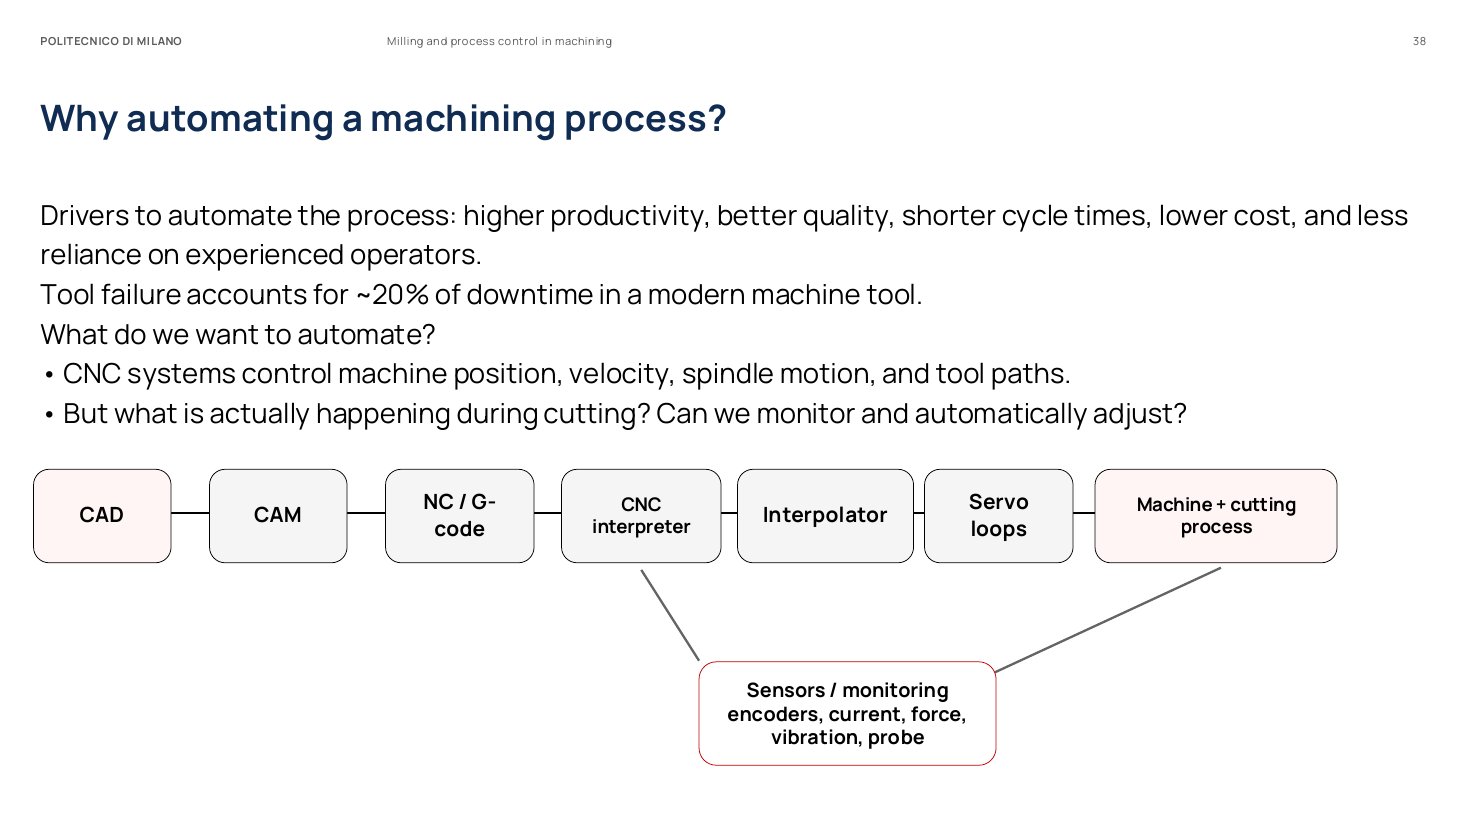 POLITECNICO DI MILANO
Milling and process control in machining
38
Why automating a machining process?
Drivers to automate the process: higher productivity, better quality, shorter cycle times, lower cost, and less
reliance on experienced operators.
Tool failure accounts for ~20% of downtime in a modern machine tool.
What do we want to automate?
• CNC systems control machine position, velocity, spindle motion, and tool paths.
• But what is actually happening during cutting? Can we monitor and automatically adjust?
CAD
CAM
NC / G-
code
CNC
interpreter
Interpolator
Servo
loops
Machine + cutting
process
Sensors / monitoring
encoders, current, force,
vibration, probe